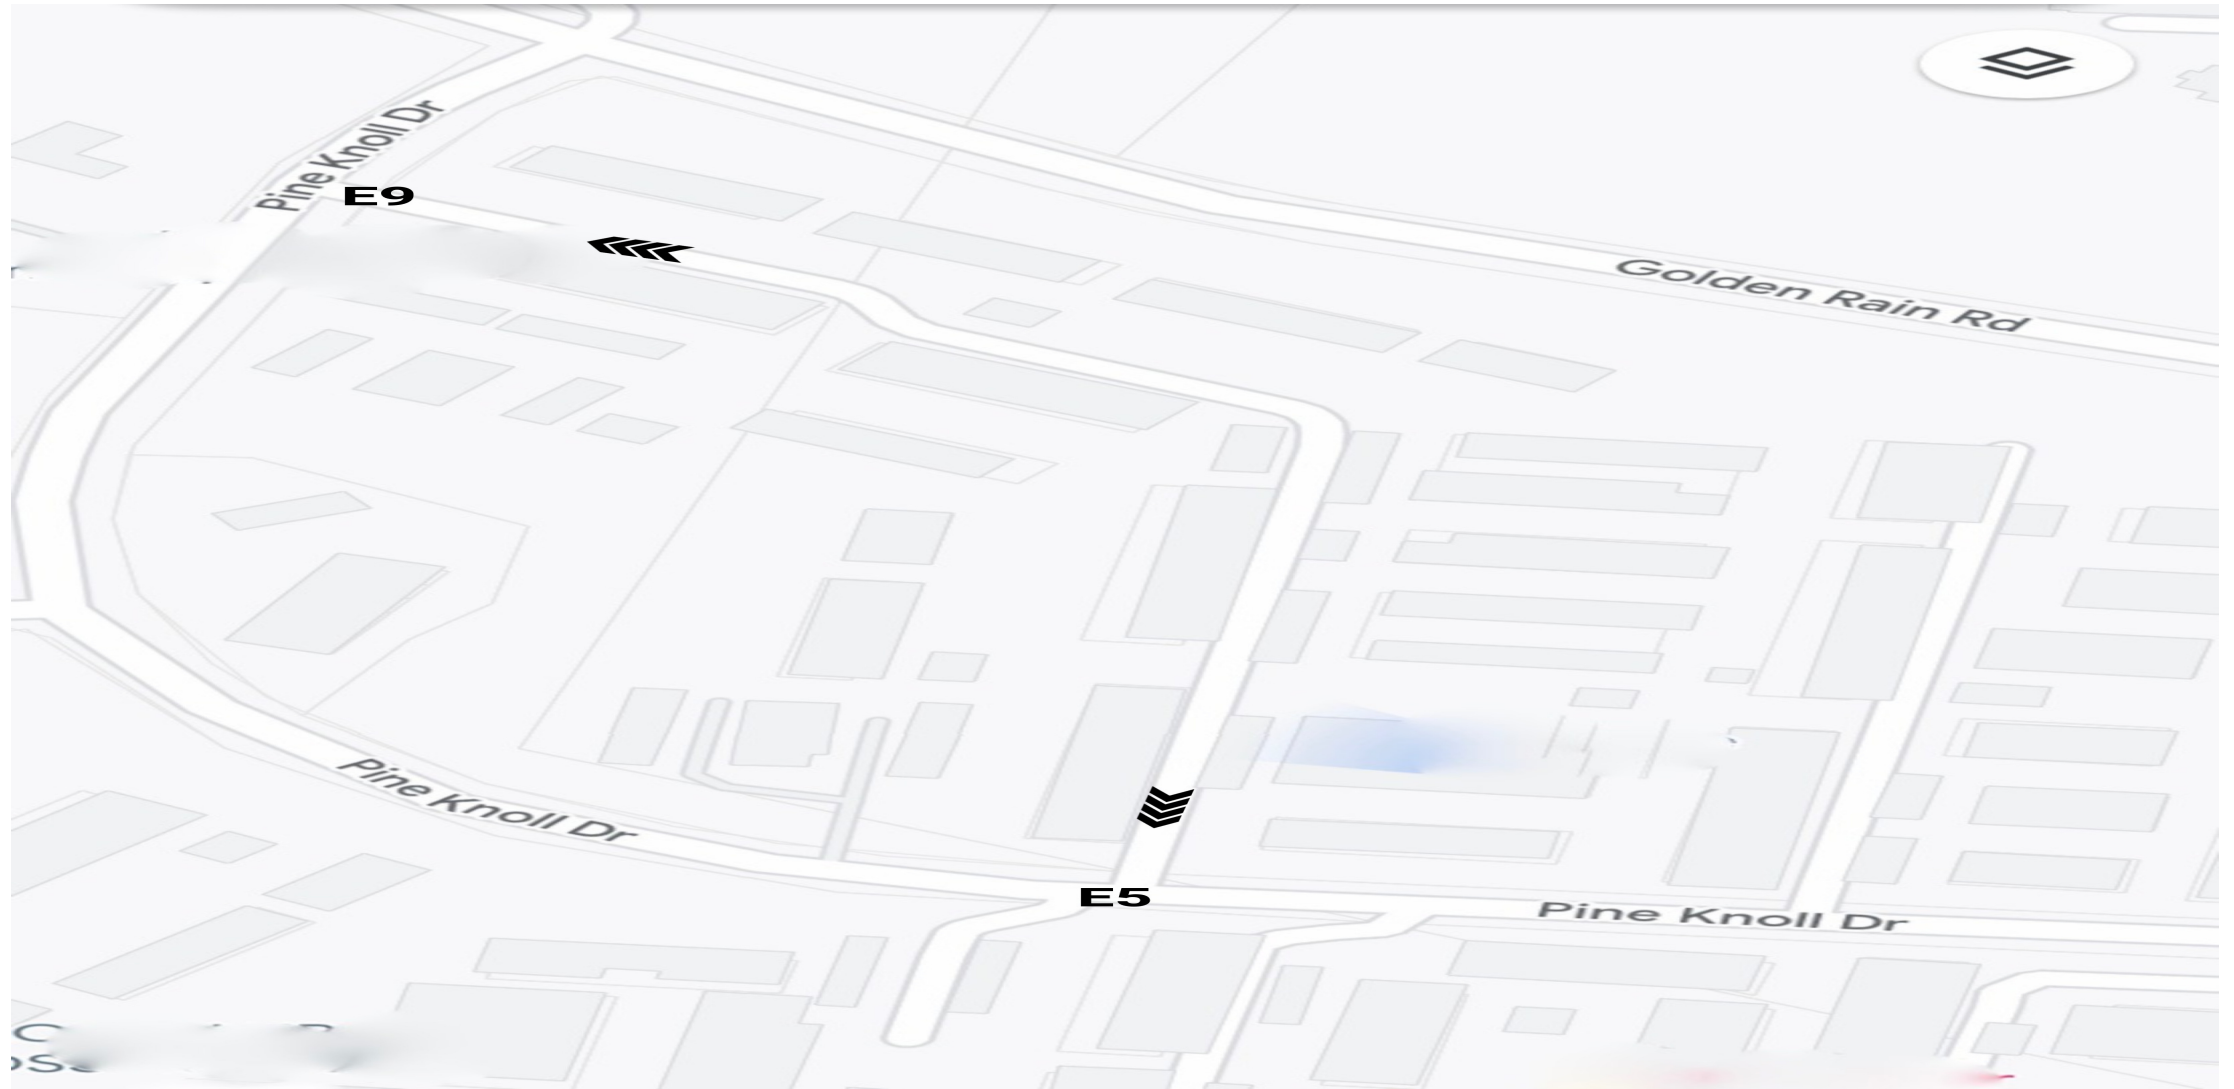 Pine Knoll Dr
E9
Golden Rain Rd
Pine Knoll Dr
E5
Pine Knoll Dr